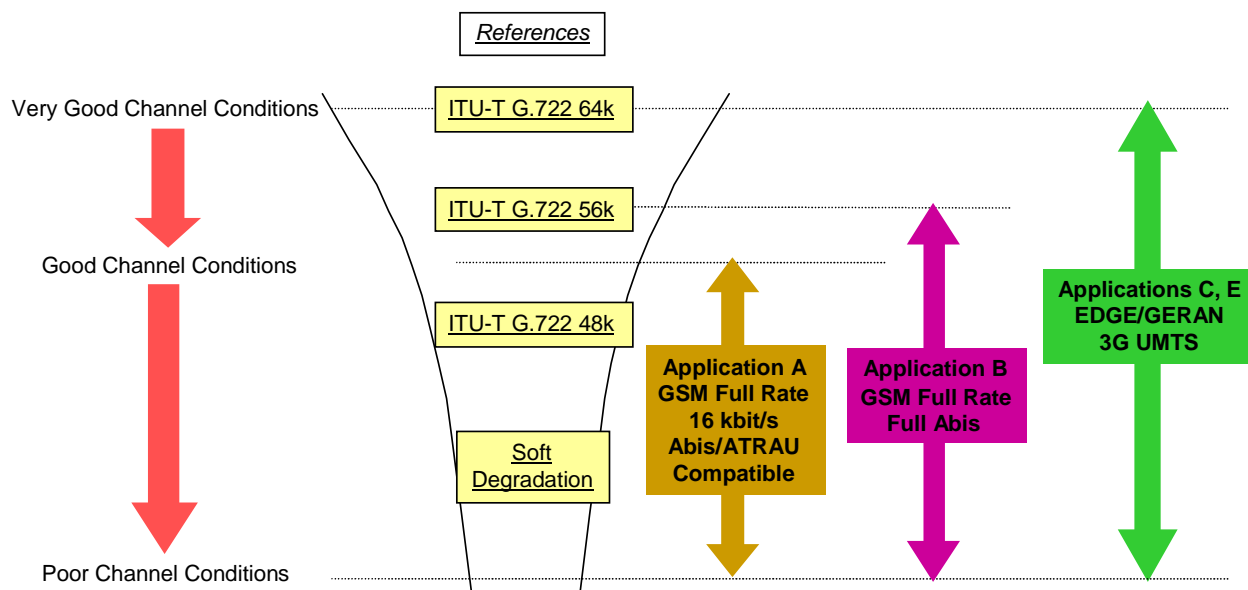 References
Very Good Channel Conditions
ITU-T G.722 64k
ITU-T G.722 56k
Good Channel Conditions
ITU-T G.722 48k
Soft
Degradation
Poor Channel Conditions
Application A
GSM Full Rate
16 kbit/s
Abis/ATRAU
Compatible
Application B
GSM Full Rate
Full Abis
Applications C, E
EDGE/GERAN
3G UMTS